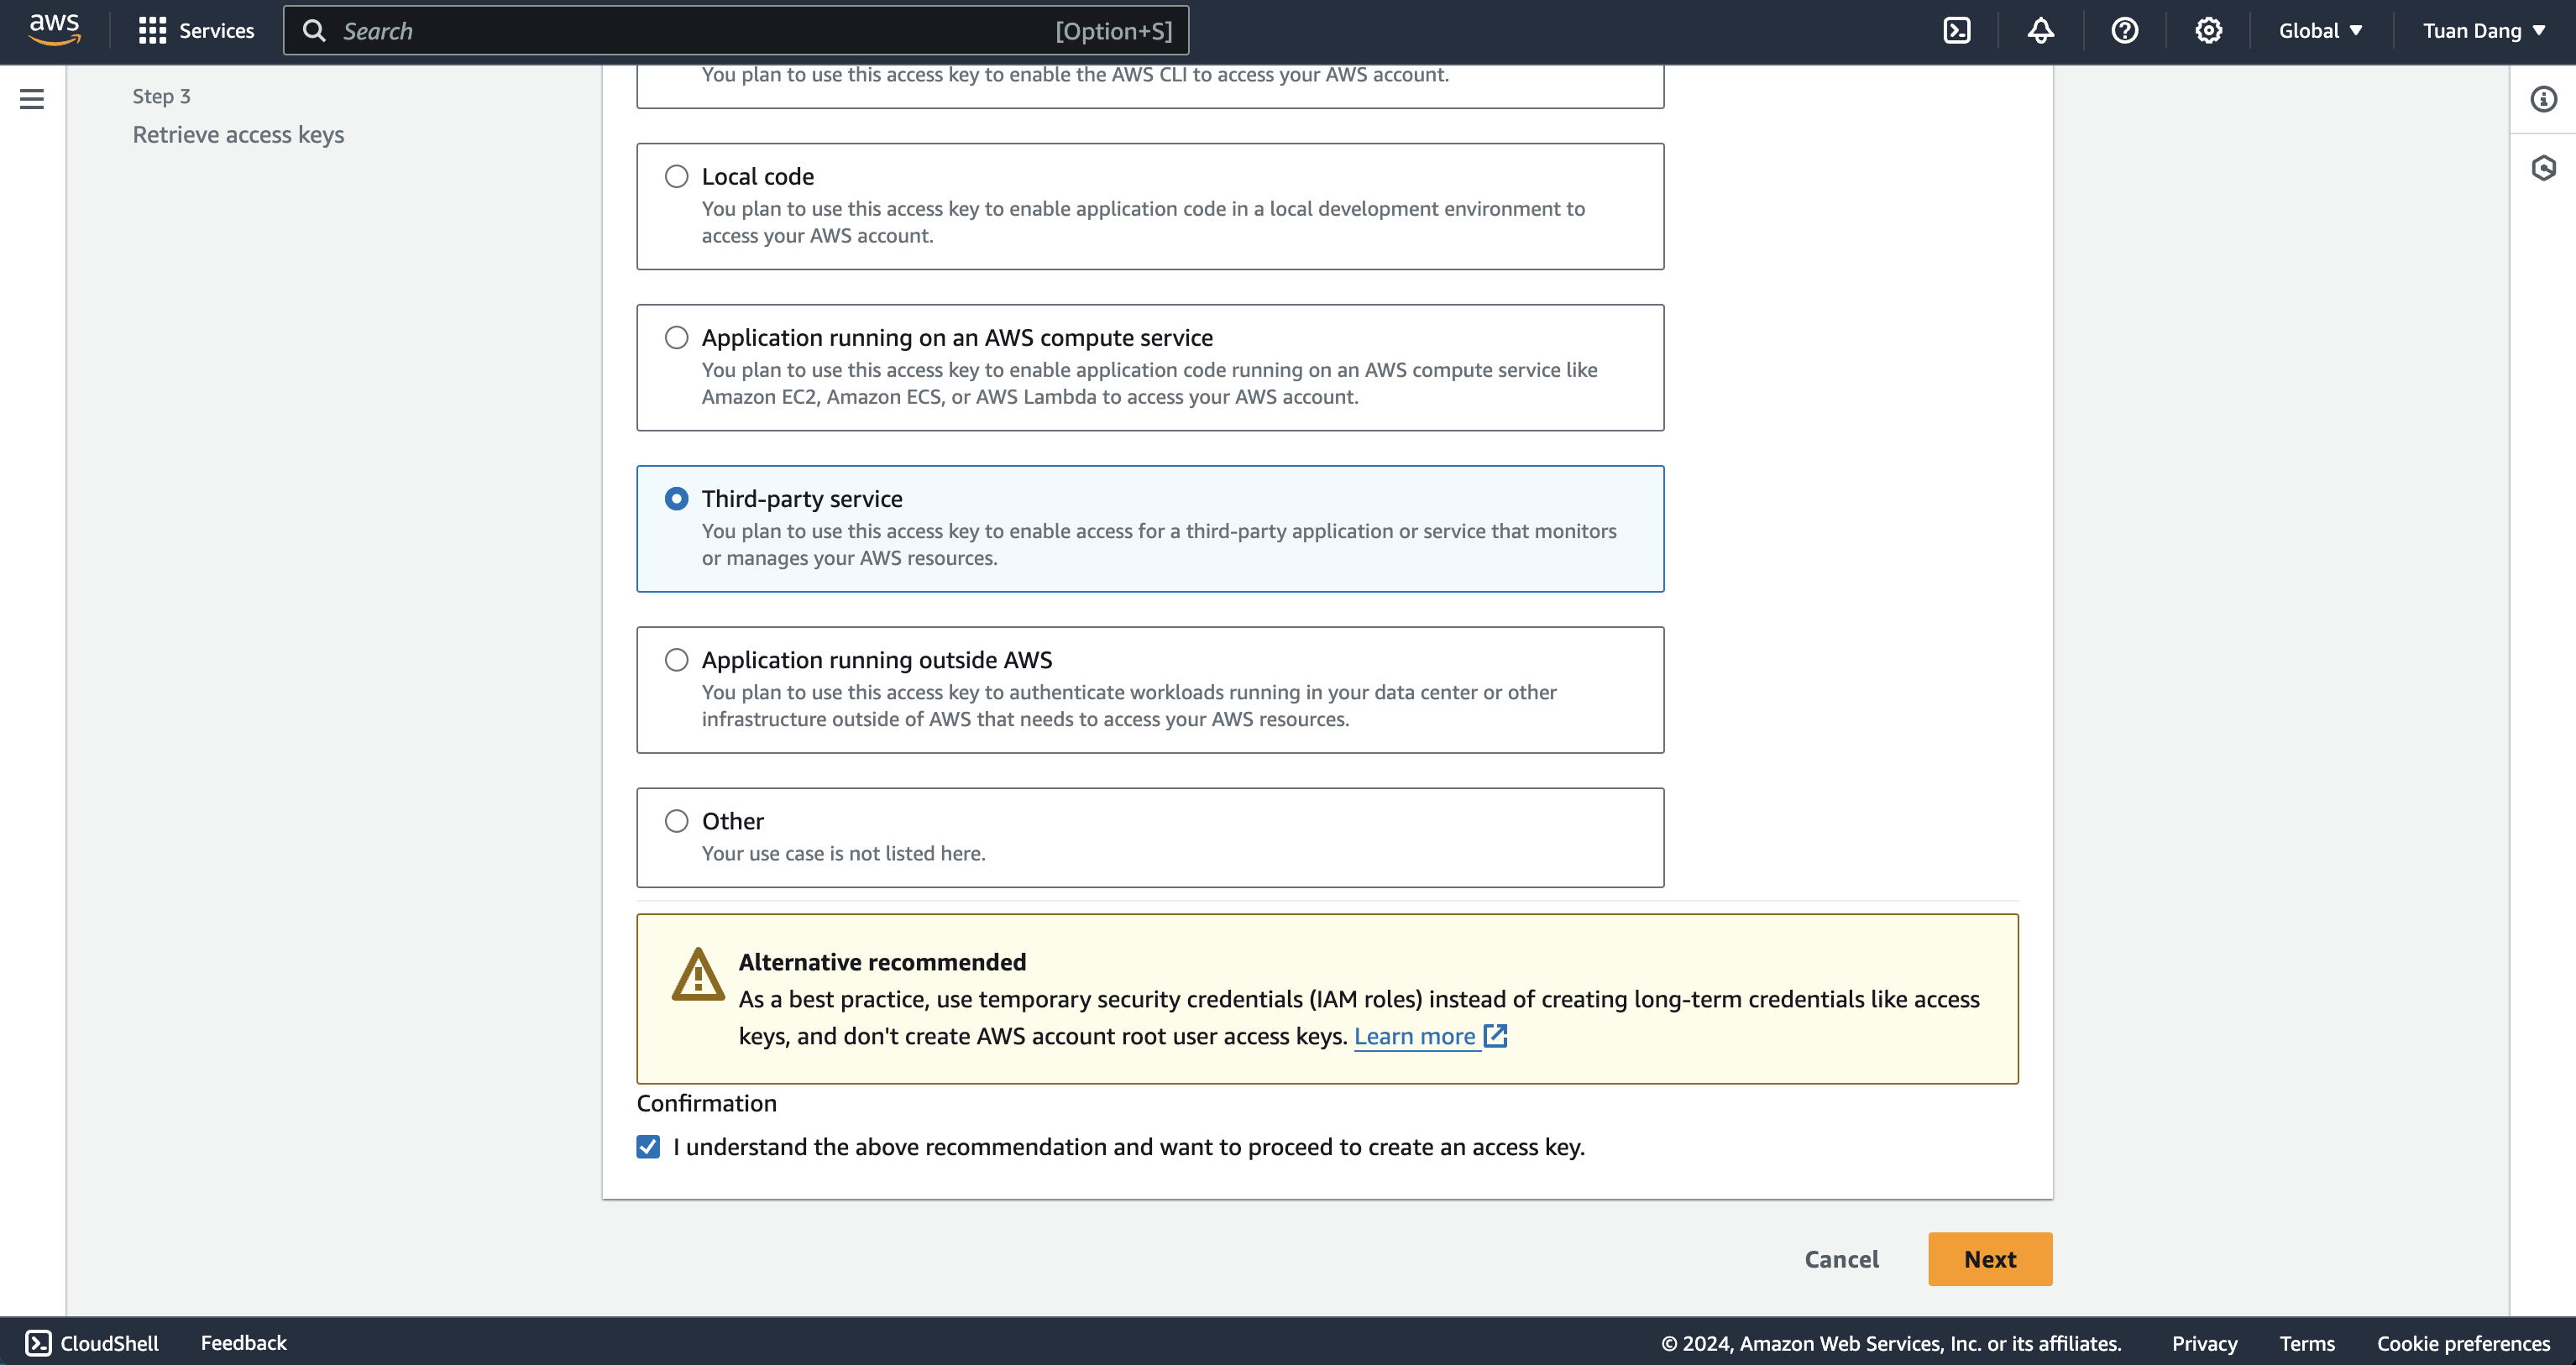 aws
Services
Search
[Option+S]
Global
Tuan Dang
Step 3
Retrieve access keys
You plan to use this access key to enable the AWS CLI to access your AWS account.
Local code
You plan to use this access key to enable application code in a local development environment to
access your AWS account.
Application running on an AWS compute service
You plan to use this access key to enable application code running on an AWS compute service like
Amazon EC2, Amazon ECS, or AWS Lambda to access your AWS account.
Third-party service
You plan to use this access key to enable access for a third-party application or service that monitors
or manages your AWS resources.
Application running outside AWS
You plan to use this access key to authenticate workloads running in your data center or other
infrastructure outside of AWS that needs to access your AWS resources.
Other
Your use case is not listed here.
Alternative recommended
As a best practice, use temporary security credentials (IAM roles) instead of creating long-term credentials like access
keys, and don't create AWS account root user access keys. Learn more
Confirmation
I understand the above recommendation and want to proceed to create an access key.
Cancel
Next
CloudShell
Feedback
© 2024, Amazon Web Services, Inc. or its affiliates.
Privacy
Terms
Cookie preferences